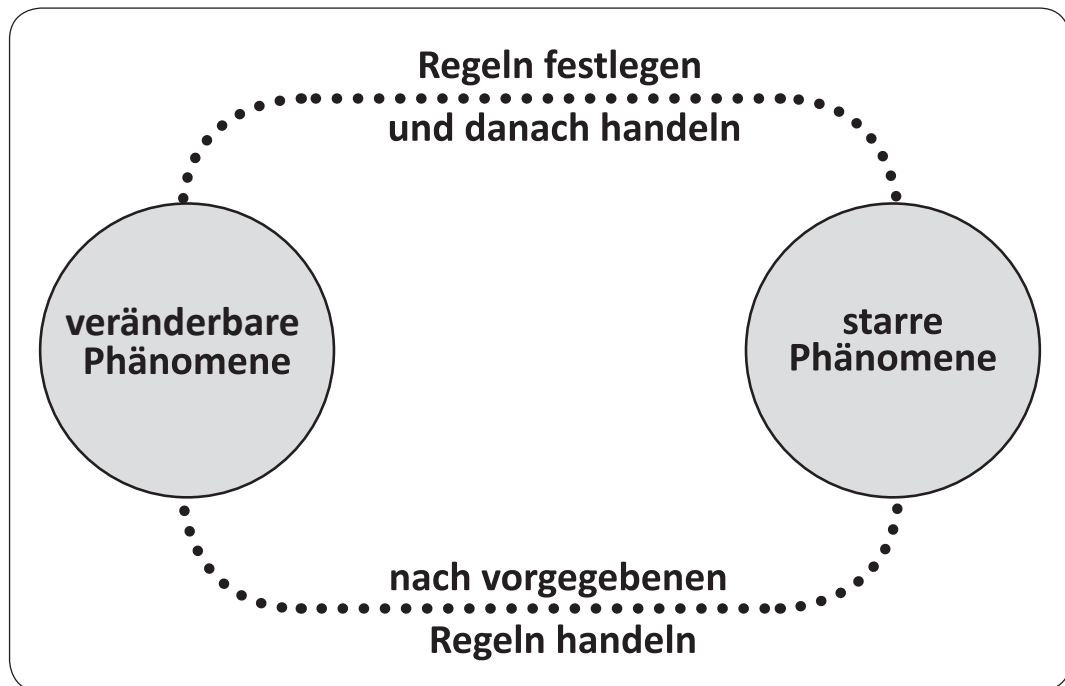 Regeln festlegen
und danach handeln
veränderbare
Phänomene
starre
Phänomene
nach vorgegebenen
Regeln handeln